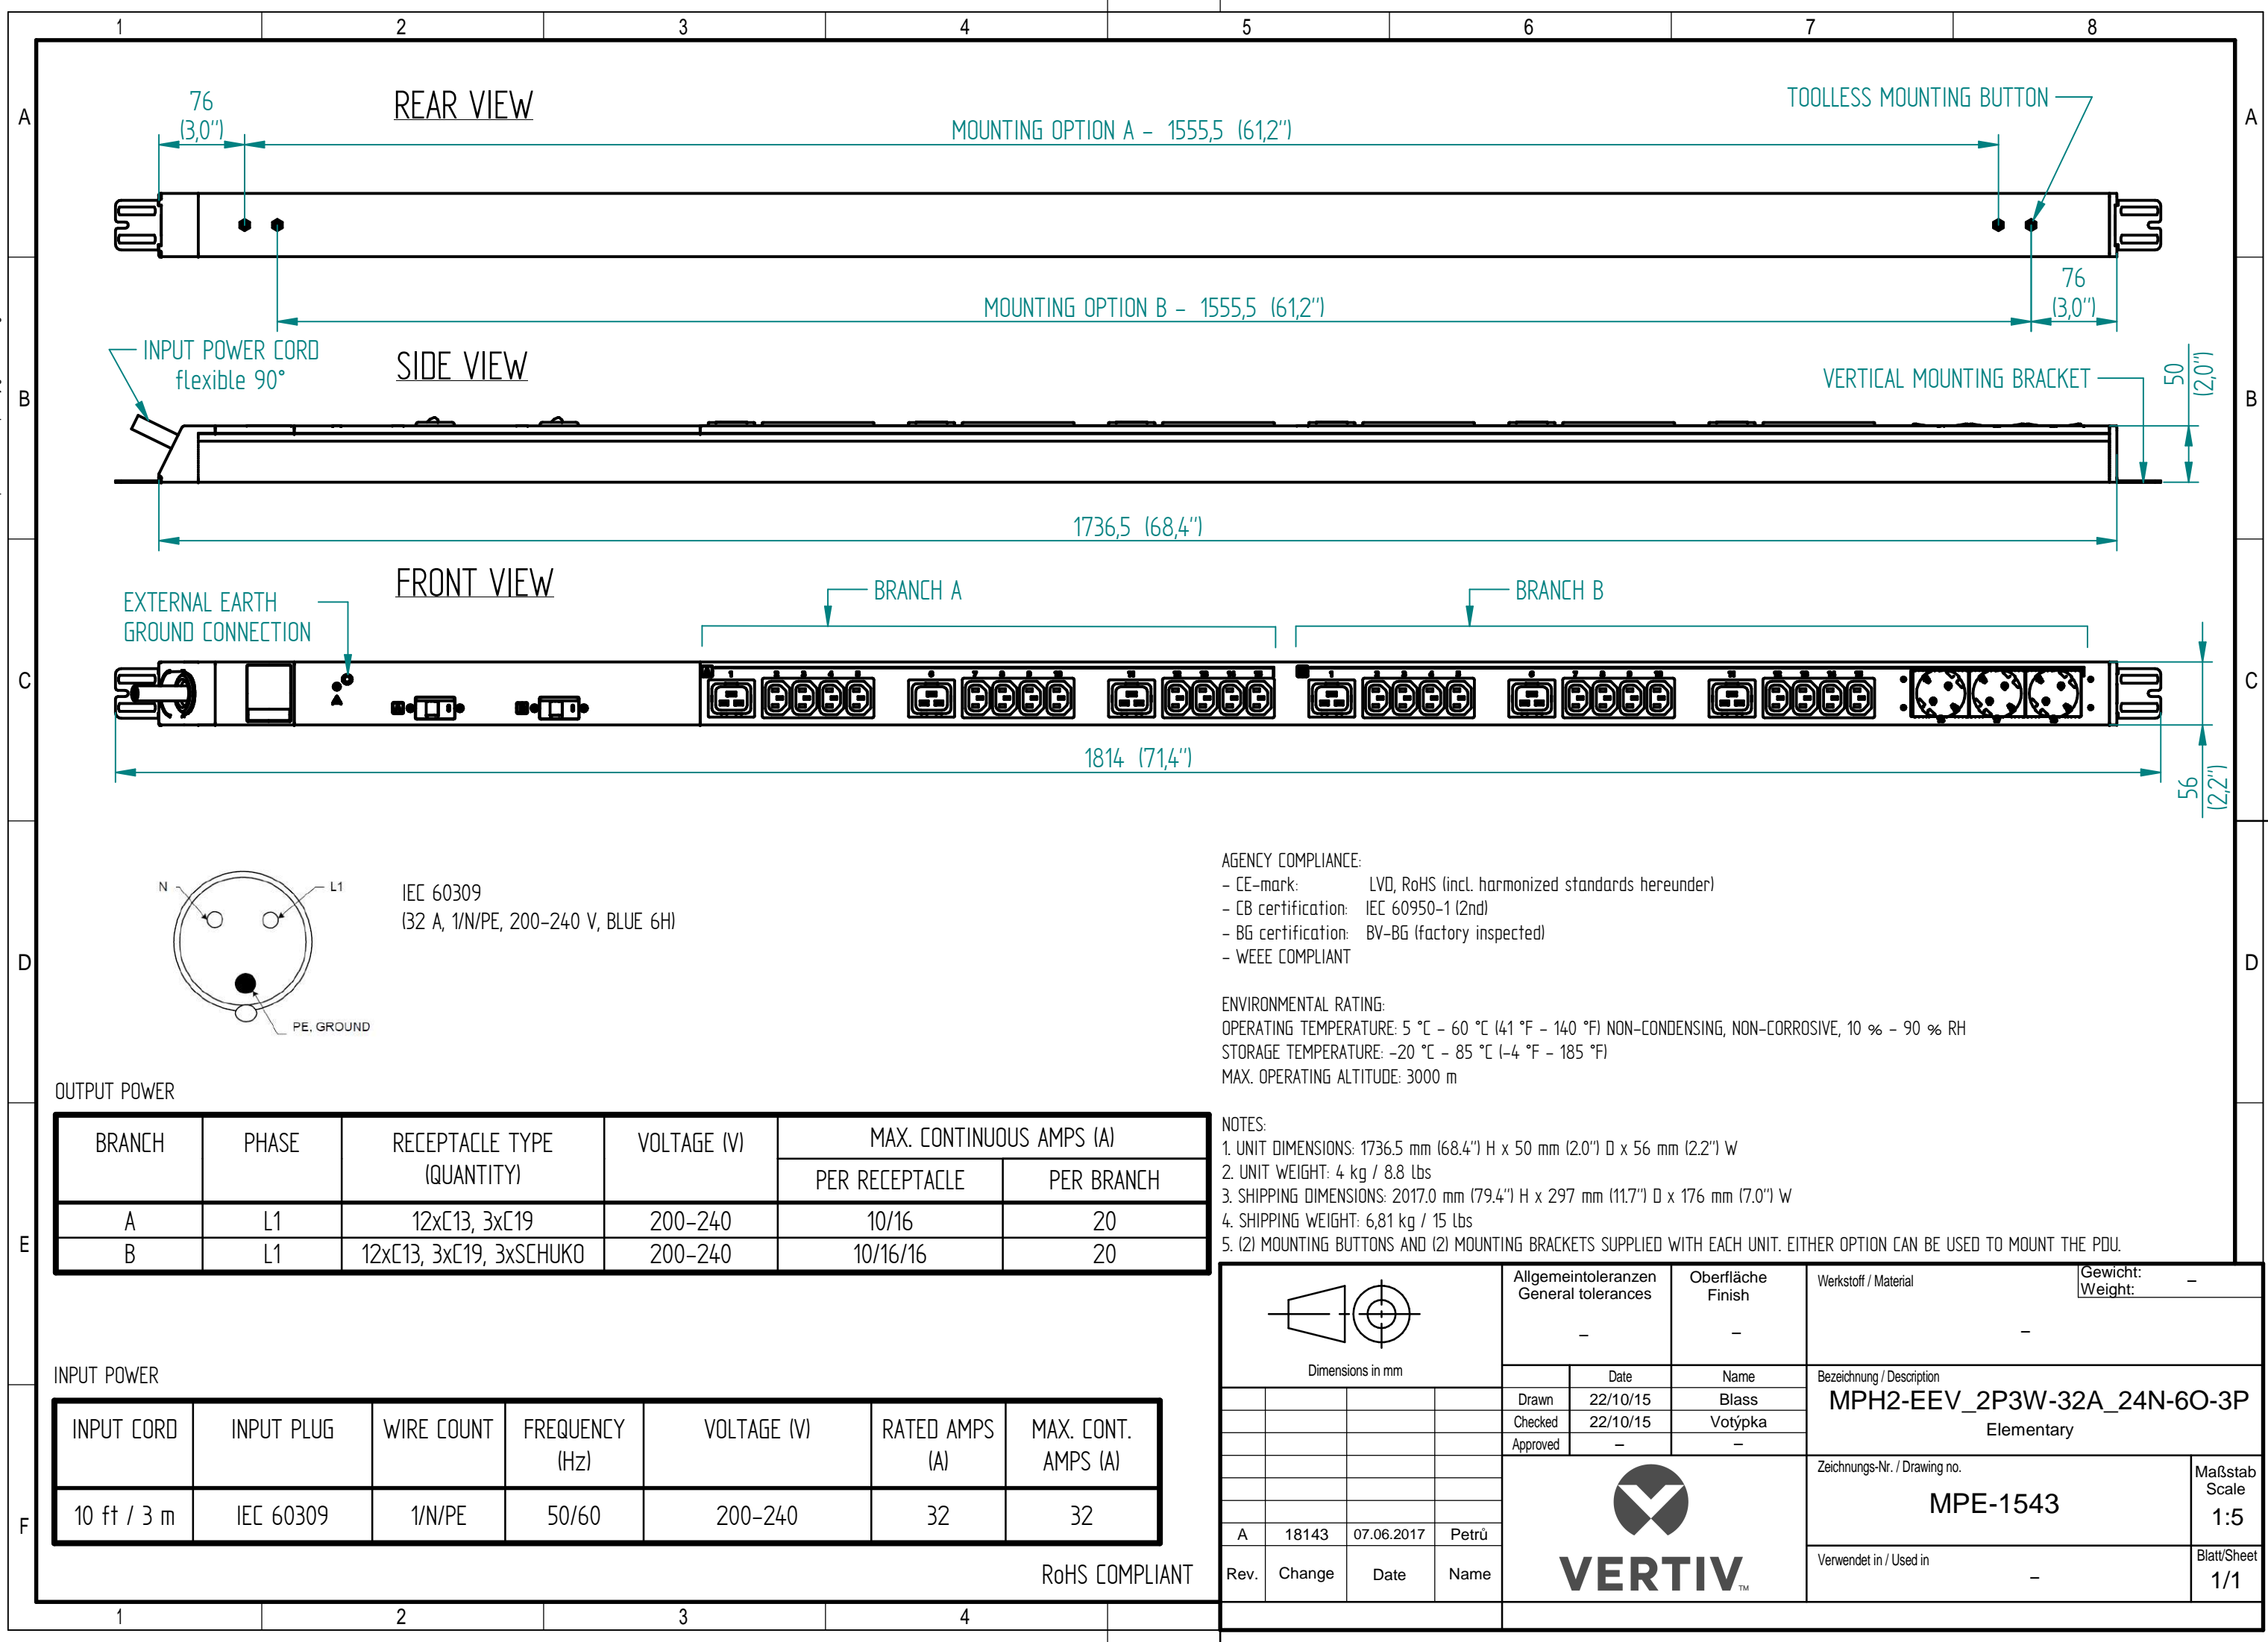 1 2 3 4 5 6 7 8
A
A
76
(3,0'')
REAR VIEW
MOUNTING OPTION A - 1555,5 (61,2'')
TOOLLESS MOUNTING BUTTON
MOUNTING OPTION B - 1555,5 (61,2'')
76
(3,0'')
B
B
INPUT POWER CORD
flexible 90°
SIDE VIEW
VERTICAL MOUNTING BRACKET
50
(2,0'')
1736,5 (68,4'')
C
C
EXTERNAL EARTH
GROUND CONNECTION
FRONT VIEW
BRANCH A
BRANCH B
1814 (71,4'')
56
(2,2'')
D
D
N
L1
PE, GROUND
IEC 60309
(32 A, 1/N/PE, 200-240 V, BLUE 6H)
AGENCY COMPLIANCE:
- CE-mark: LVD, RoHS (incl. harmonized standards hereunder)
- CB certification: IEC 60950-1 (2nd)
- BG certification: BV-BG (factory inspected)
- WEEE COMPLIANT
ENVIRONMENTAL RATING:
OPERATING TEMPERATURE: 5 °C - 60 °C (41 °F - 140 °F) NON-CONDENSING, NON-CORROSIVE, 10 % - 90 % RH
STORAGE TEMPERATURE: -20 °C - 85 °C (-4 °F - 185 °F)
MAX. OPERATING ALTITUDE: 3000 m
NOTES:
1. UNIT DIMENSIONS: 1736.5 mm (68.4'') H x 50 mm (2.0'') D x 56 mm (2.2'') W
2. UNIT WEIGHT: 4 kg / 8.8 lbs
3. SHIPPING DIMENSIONS: 2017.0 mm (79.4'') H x 297 mm (11.7'') D x 176 mm (7.0'') W
4. SHIPPING WEIGHT: 6,81 kg / 15 lbs
5. (2) MOUNTING BUTTONS AND (2) MOUNTING BRACKETS SUPPLIED WITH EACH UNIT. EITHER OPTION CAN BE USED TO MOUNT THE PDU.
E
E
OUTPUT POWER
BRANCH PHASE RECEPTACLE TYPE (QUANTITY) VOLTAGE (V) MAX. CONTINUOUS AMPS (A)
PER RECEPTACLE PER BRANCH
A L1 12xC13, 3xC19 200-240 10/16 20
B L1 12xC13, 3xC19, 3xSCHUKO 200-240 10/16/16 20
F
INPUT POWER
INPUT CORD INPUT PLUG WIRE COUNT FREQUENCY (Hz) VOLTAGE (V) RATED AMPS (A) MAX. CONT. AMPS (A)
10 ft / 3 m IEC 60309 1/N/PE 50/60 200-240 32 32
RoHS COMPLIANT
Dimensions in mm
Allgemeintoleranzen
General tolerances
-
Oberfläche
Finish
-
Werkstoff / Material
-
Gewicht:
Weight:
-
Date Name
Drawn 22/10/15 Blass
Checked 22/10/15 Votýpka
Approved - -
Bezeichnung / Description
MPH2-EEV_2P3W-32A_24N-6O-3P
Elementary
Zeichnungs-Nr. / Drawing no.
MPE-1543
Maßstab
Scale
1:5
VERTIV™
Verwendet in / Used in
-
Blatt/Sheet
1/1
A 18143 07.06.2017 Petrů
Rev. Change Date Name
1 2 3 4